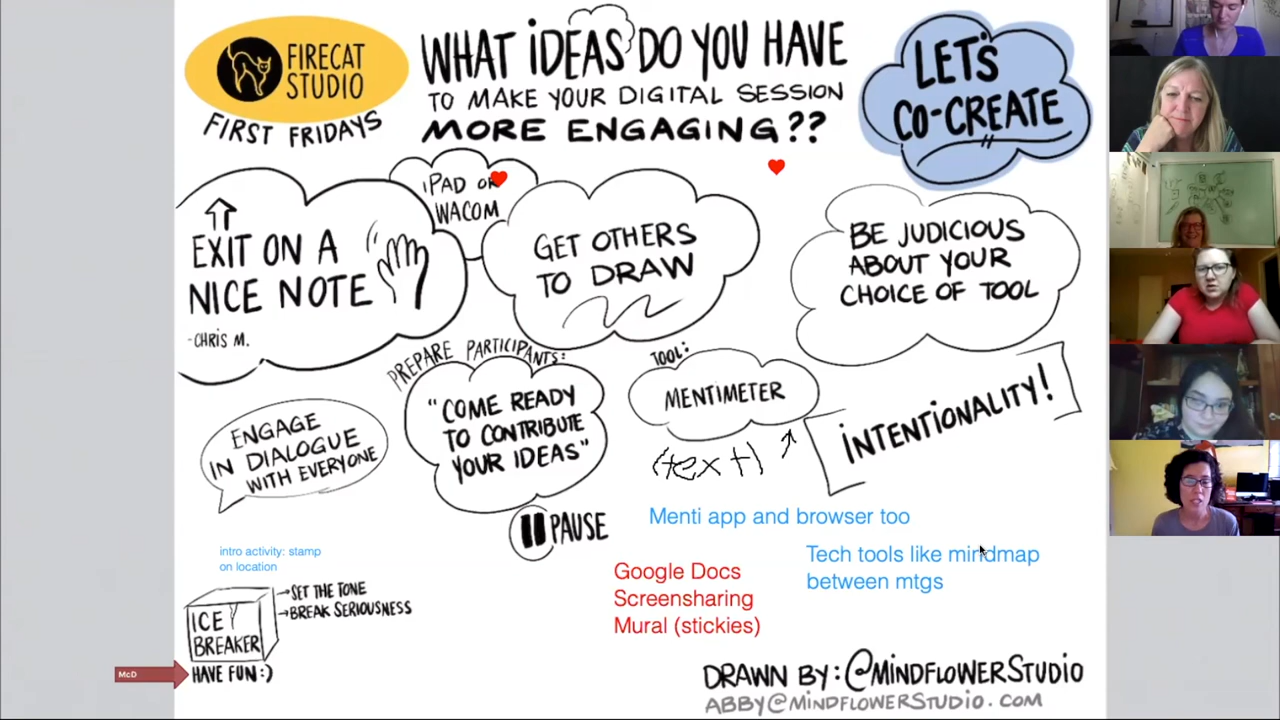 FIRECAT
STUDIO
FIRST FRIDAYS
WHAT iDEAS DO YOU HAVE
TO MAKE YOUR DIGITAL SESSION
MORE ENGAGING??
LET'S
CO-CREATE
EXIT ON A
NICE NOTE
-CHRIS M.
iPAD OR
WACOM
GET OTHERS
TO DRAW
BE JUDICIOUS
ABOUT YOUR
CHOICE OF TOOL
ENGAGE
IN DIALOGUE
WITH EVERYONE
PREPARE PARTICIPANTS:
"COME READY
TO CONTRIBUTE
YOUR IDEAS"
TOOL:
MENTIMETER
(text)
iNTENTIONALITY!
PAUSE
Menti app and browser too
Tech tools like mindmap
between mtgs
Google Docs
Screensharing
Mural (stickies)
intro activity: stamp
on location
ICE
BREAKER
SET THE TONE
BREAK SERIOUSNESS
McD
HAVE FUN:)
DRAWN BY: @MINDFLOWERSTUDIO
ABBY@MINDFLOWERSTUDIO.COM